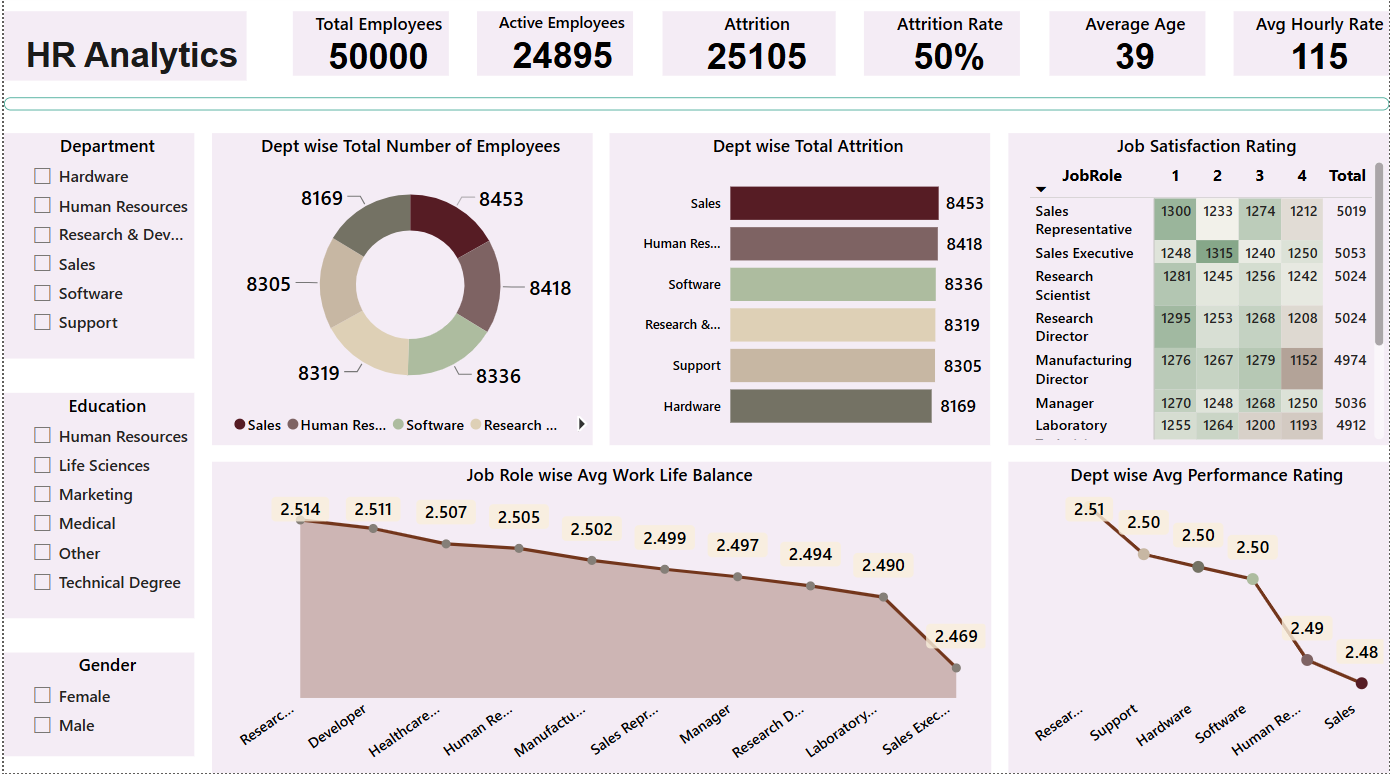 HR Analytics
Total Employees
50000
Active Employees
24895
Attrition
25105
Attrition Rate
50%
Average Age
39
Avg Hourly Rate
115
Department
Hardware
Human Resources
Research & Dev...
Sales
Software
Support
Education
Human Resources
Life Sciences
Marketing
Medical
Other
Technical Degree
Gender
Female
Male
Dept wise Total Number of Employees
8169
8453
8305
8418
8319
8336
Sales Human Res... Software Research ...
Dept wise Total Attrition
Sales 8453
Human Res... 8418
Software 8336
Research &... 8319
Support 8305
Hardware 8169
Job Satisfaction Rating
JobRole 1 2 3 4 Total
Sales 1300 1233 1274 1212 5019
Representative
Sales Executive 1248 1315 1240 1250 5053
Research 1281 1245 1256 1242 5024
Scientist
Research 1295 1253 1268 1208 5024
Director
Manufacturing 1276 1267 1279 1152 4974
Director
Manager 1270 1248 1268 1250 5036
Laboratory 1255 1264 1200 1193 4912
Job Role wise Avg Work Life Balance
2.514 2.511 2.507 2.505 2.502 2.499 2.497 2.494 2.490 2.469
Researc... Developer Healthcare... Human Re... Manufactu... Sales Repr... Manager Research D... Laboratory... Sales Exec...
Dept wise Avg Performance Rating
2.51 2.50 2.50 2.50 2.49 2.48
Resear... Support Hardware Software Human Re... Sales